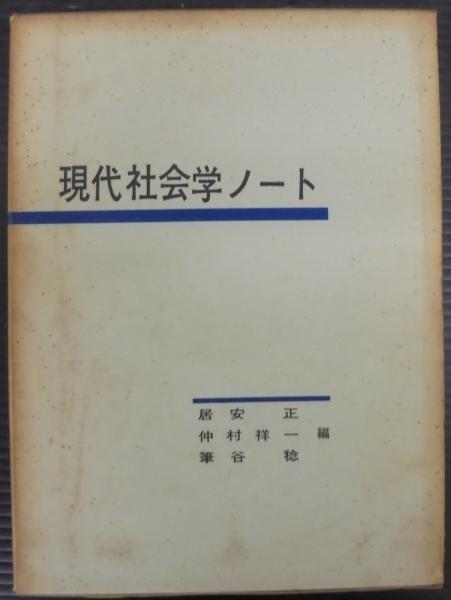 現代社会学ノート
居安 正
仲村祥一 編
筆谷 稔